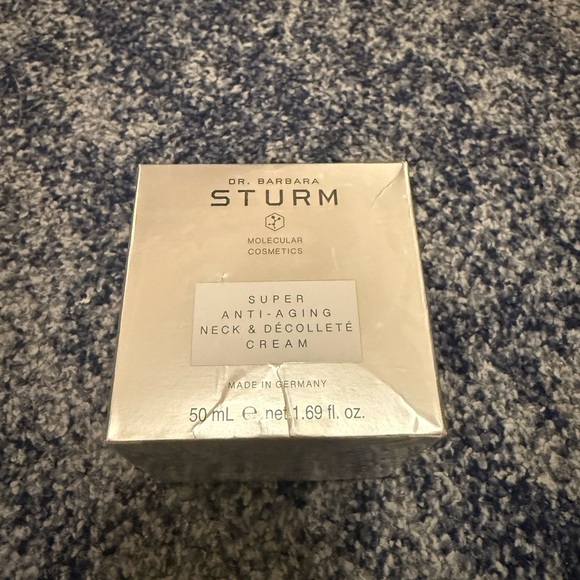 DR. BARBARA
STURM
MOLECULAR
COSMETICS
SUPER
ANTI-AGING
NECK & DÉCOLLETÉ
CREAM
MADE IN GERMANY
50 mL ℮ net 1.69 fl. oz.